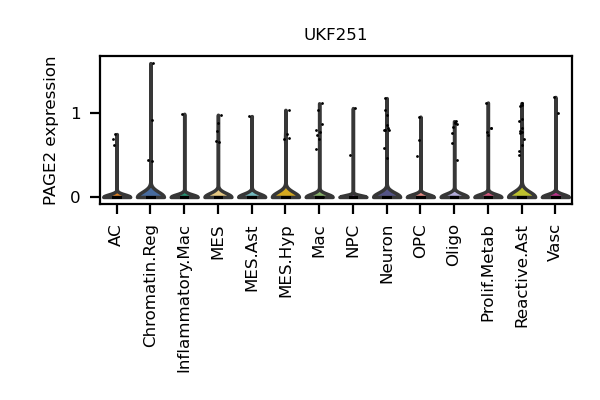 UKF251
PAGE2 expression
1
0
AC
Chromatin.Reg
Inflammatory.Mac
MES
MES.Ast
MES.Hyp
Mac
NPC
Neuron
OPC
Oligo
Prolif.Metab
Reactive.Ast
Vasc